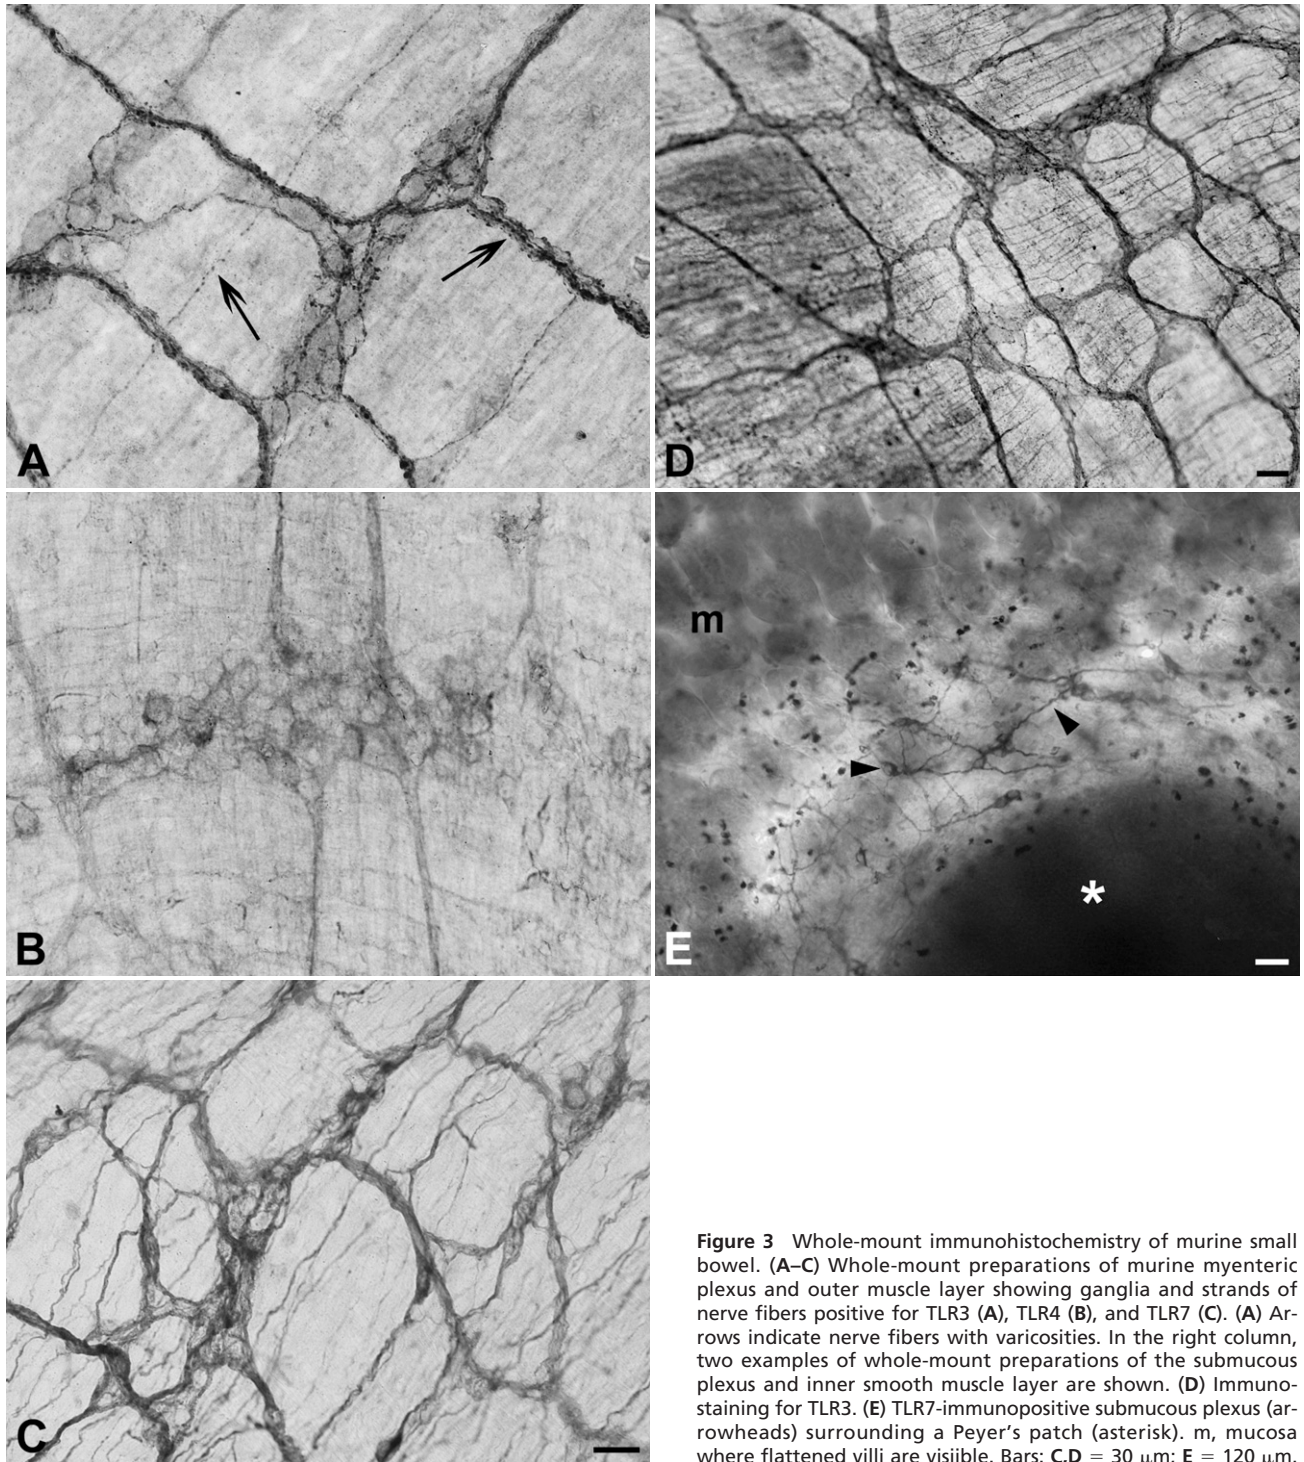 A
D
B
m
*
E
C
Figure 3 Whole-mount immunohistochemistry of murine small
bowel. (A–C) Whole-mount preparations of murine myenteric
plexus and outer muscle layer showing ganglia and strands of
nerve fibers positive for TLR3 (A), TLR4 (B), and TLR7 (C). (A) Ar-
rows indicate nerve fibers with varicosities. In the right column,
two examples of whole-mount preparations of the submucous
plexus and inner smooth muscle layer are shown. (D) Immuno-
staining for TLR3. (E) TLR7-immunopositive submucous plexus (ar-
rowheads) surrounding a Peyer's patch (asterisk). m, mucosa
where flattened villi are visiible. Bars: C,D = 30 μm; E = 120 μm.